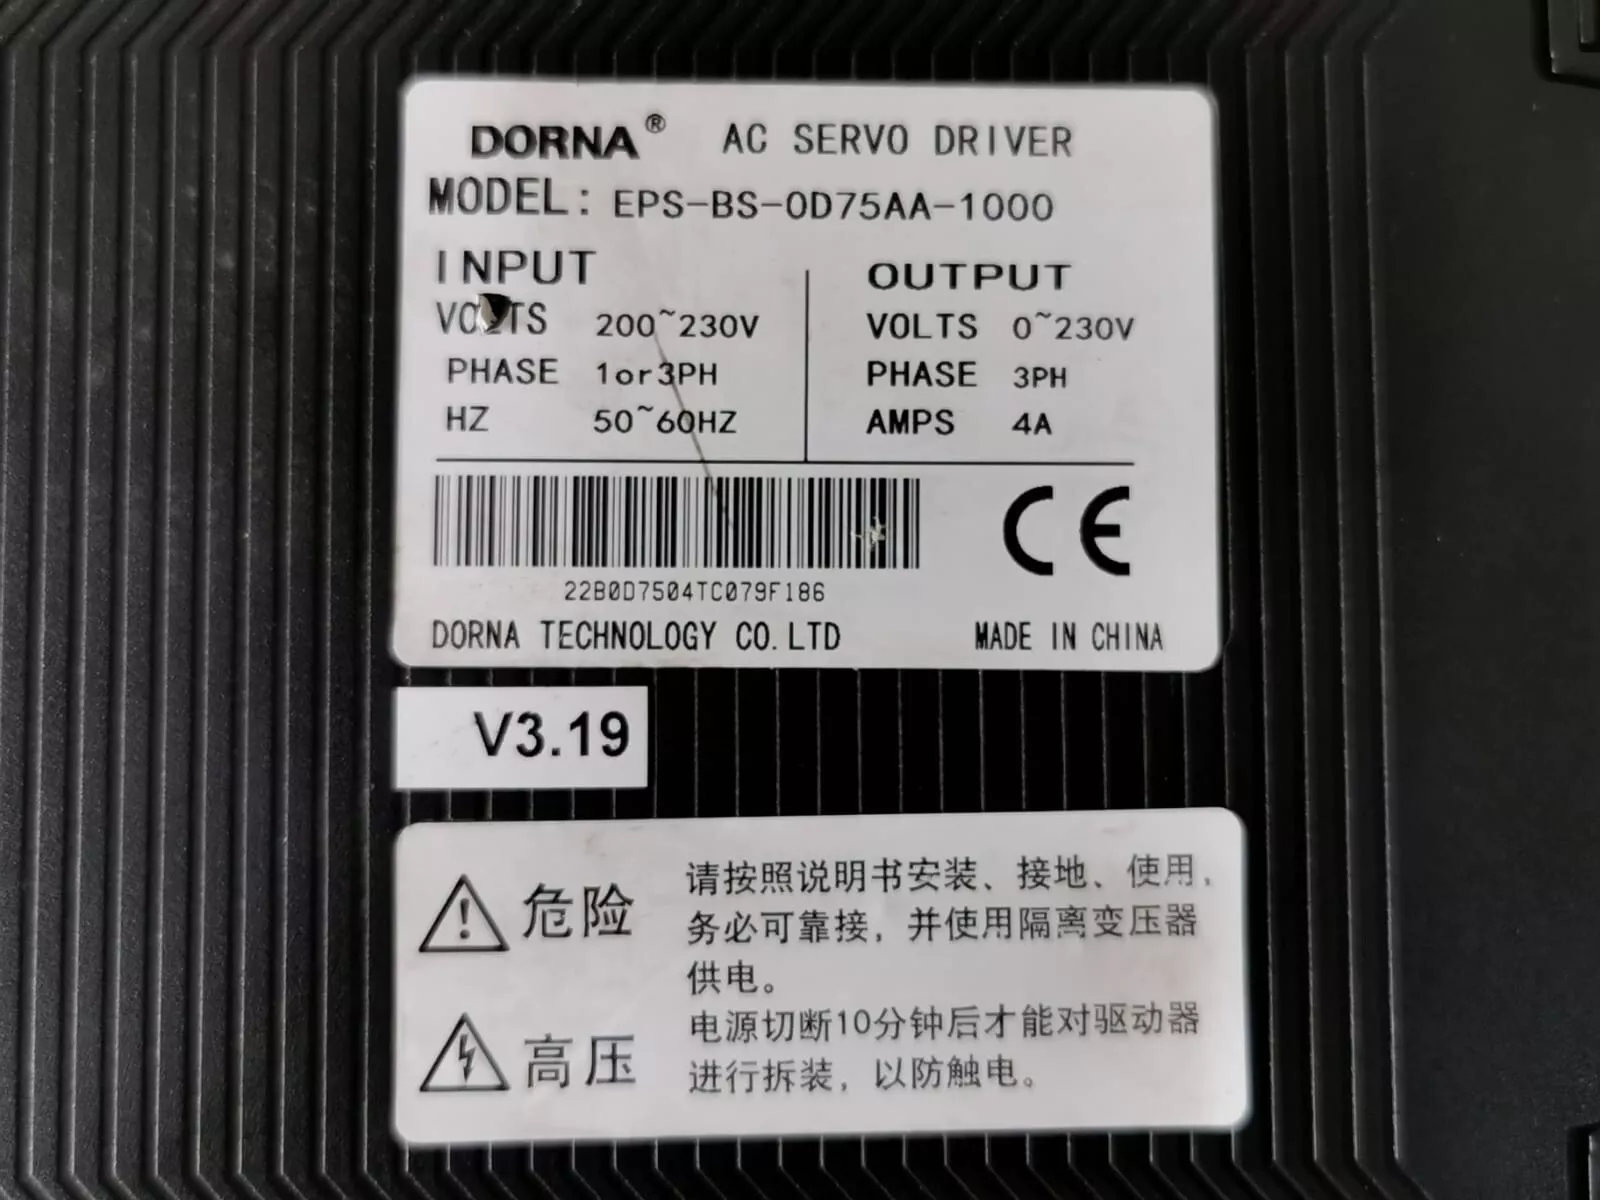 DORNA® AC SERVO DRIVER
MODEL: EPS-BS-0D75AA-1000
INPUT
VOLTS 200~230V
PHASE 1or3PH
HZ 50~60HZ
OUTPUT
VOLTS 0~230V
PHASE 3PH
AMPS 4A
CE
22B0D7504TC079F186
DORNA TECHNOLOGY CO.LTD MADE IN CHINA
V3.19
危险
请按照说明书安装、接地、使用,
务必可靠接,并使用隔离变压器
供电。
高压
电源切断10分钟后才能对驱动器
进行拆装,以防触电。